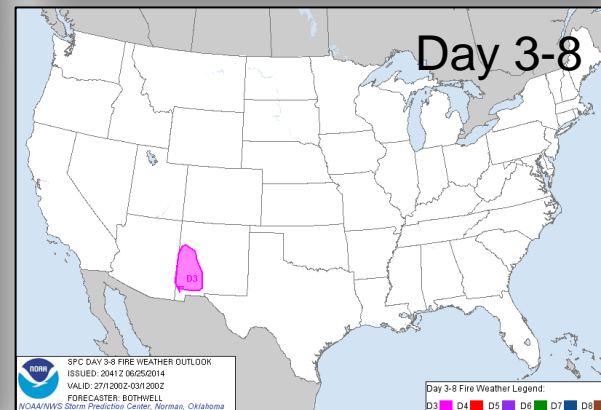 Day 3-8
D3
NOAA
SPC DAY 3-8 FIRE WEATHER OUTLOOK
ISSUED: 2041Z 06/25/2014
VALID: 27/1200Z-03/1200Z
FORECASTER: BOTHWELL
NOAA/NWS Storm Prediction Center, Norman, Oklahoma
Day 3-8 Fire Weather Legend:
D3 D4 D5 D6 D7 D8